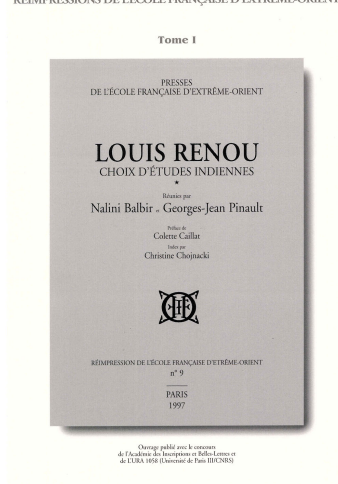 RÉIMPRESSIONS DE L'ÉCOLE FRANÇAISE D'EXTRÊME-ORIENT
Tome I
PRESSES
DE L'ÉCOLE FRANÇAISE D'EXTRÊME-ORIENT
LOUIS RENOU
CHOIX D'ÉTUDES INDIENNES
*
Réunies par
Nalini Balbir et Georges-Jean Pinault
Préface de
Colette Caillat
Index par
Christine Chojnacki
RÉIMPRESSION DE L'ÉCOLE FRANÇAISE D'ETRÊME-ORIENT
n° 9
PARIS
1997
Ouvrage publié avec le concours
de l'Académie des Inscriptions et Belles-Lettres et
de L'URA 1058 (Université de Paris III/CNRS)